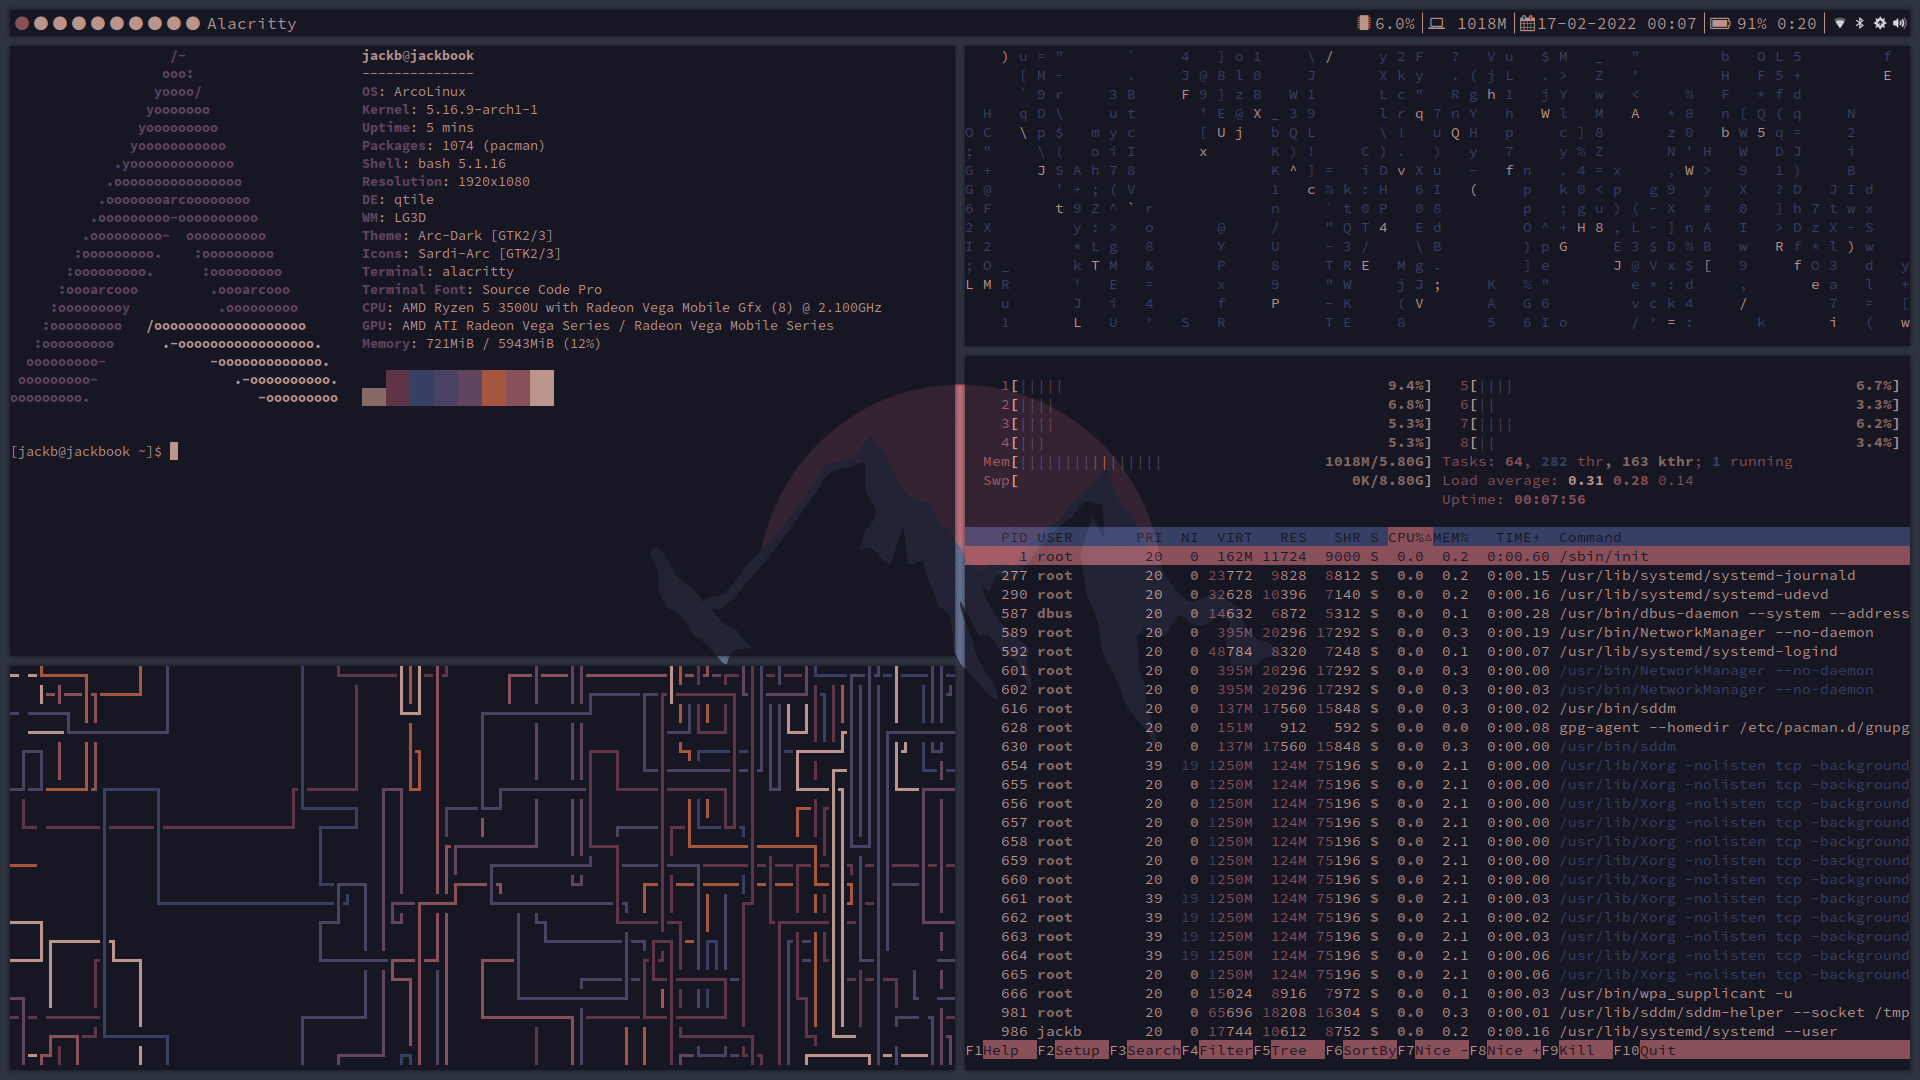 Alacritty
6.0% 1018M 17-02-2022 00:07 91% 0:20
/-
ooo:
yoooo/
yooooooo
yooooooooo
yooooooooooo
.yooooooooooooo
.oooooooooooooooo
.oooooooarcoooooooo
.ooooooooo-oooooooooo
.ooooooooo-  oooooooooo
:ooooooooo.    :ooooooooo
:ooooooooo.      :ooooooooo
:oooarcooo        .oooarcooo
:ooooooooy          .ooooooooo
:ooooooooo   /ooooooooooooooooooo
:ooooooooo      .-ooooooooooooooooo.
ooooooooo-            -ooooooooooooo.
ooooooooo-                .-oooooooooo.
ooooooooo.                   -ooooooooo
jackb@jackbook
--------------
OS: ArcoLinux
Kernel: 5.16.9-arch1-1
Uptime: 5 mins
Packages: 1074 (pacman)
Shell: bash 5.1.16
Resolution: 1920x1080
DE: qtile
WM: LG3D
Theme: Arc-Dark [GTK2/3]
Icons: Sardi-Arc [GTK2/3]
Terminal: alacritty
Terminal Font: Source Code Pro
CPU: AMD Ryzen 5 3500U with Radeon Vega Mobile Gfx (8) @ 2.100GHz
GPU: AMD ATI Radeon Vega Series / Radeon Vega Mobile Series
Memory: 721MiB / 5943MiB (12%)
[jackb@jackbook ~]$
1[||||| 9.4%] 5[|||| 6.7%]
2[|||| 6.8%] 6[|| 3.3%]
3[|||| 5.3%] 7[|||| 6.2%]
4[||| 5.3%] 8[|| 3.4%]
Mem[|||||||||||||||| 1018M/5.80G] Tasks: 64, 282 thr, 163 kthr; 1 running
Swp[ 0K/8.80G] Load average: 0.31 0.28 0.14
Uptime: 00:07:56
PID USER PRI NI VIRT RES SHR S CPU%△MEM% TIME+ Command
1 root 20 0 162M 11724 9000 S 0.0 0.2 0:00.60 /sbin/init
277 root 20 0 23772 9828 8812 S 0.0 0.2 0:00.15 /usr/lib/systemd/systemd-journald
290 root 20 0 32628 10396 7140 S 0.0 0.2 0:00.16 /usr/lib/systemd/systemd-udevd
587 dbus 20 0 14632 6872 5312 S 0.0 0.1 0:00.28 /usr/bin/dbus-daemon --system --address
589 root 20 0 395M 20296 17292 S 0.0 0.3 0:00.19 /usr/bin/NetworkManager --no-daemon
592 root 20 0 48784 8320 7248 S 0.0 0.1 0:00.07 /usr/lib/systemd/systemd-logind
601 root 20 0 395M 20296 17292 S 0.0 0.3 0:00.00 /usr/bin/NetworkManager --no-daemon
602 root 20 0 395M 20296 17292 S 0.0 0.3 0:00.03 /usr/bin/NetworkManager --no-daemon
616 root 20 0 137M 17560 15848 S 0.0 0.3 0:00.02 /usr/bin/sddm
628 root 20 0 151M 912 592 S 0.0 0.0 0:00.08 gpg-agent --homedir /etc/pacman.d/gnupg
630 root 20 0 137M 17560 15848 S 0.0 0.3 0:00.00 /usr/bin/sddm
654 root 39 19 1250M 124M 75196 S 0.0 2.1 0:00.00 /usr/lib/Xorg -nolisten tcp -background
655 root 20 0 1250M 124M 75196 S 0.0 2.1 0:00.00 /usr/lib/Xorg -nolisten tcp -background
656 root 20 0 1250M 124M 75196 S 0.0 2.1 0:00.00 /usr/lib/Xorg -nolisten tcp -background
657 root 20 0 1250M 124M 75196 S 0.0 2.1 0:00.00 /usr/lib/Xorg -nolisten tcp -background
658 root 20 0 1250M 124M 75196 S 0.0 2.1 0:00.00 /usr/lib/Xorg -nolisten tcp -background
659 root 20 0 1250M 124M 75196 S 0.0 2.1 0:00.00 /usr/lib/Xorg -nolisten tcp -background
660 root 20 0 1250M 124M 75196 S 0.0 2.1 0:00.00 /usr/lib/Xorg -nolisten tcp -background
661 root 39 19 1250M 124M 75196 S 0.0 2.1 0:00.03 /usr/lib/Xorg -nolisten tcp -background
662 root 39 19 1250M 124M 75196 S 0.0 2.1 0:00.02 /usr/lib/Xorg -nolisten tcp -background
663 root 39 19 1250M 124M 75196 S 0.0 2.1 0:00.03 /usr/lib/Xorg -nolisten tcp -background
664 root 39 19 1250M 124M 75196 S 0.0 2.1 0:00.06 /usr/lib/Xorg -nolisten tcp -background
665 root 20 0 1250M 124M 75196 S 0.0 2.1 0:00.06 /usr/lib/Xorg -nolisten tcp -background
666 root 20 0 15024 8916 7972 S 0.0 0.1 0:00.03 /usr/bin/wpa_supplicant -u
981 root 20 0 65696 18208 16304 S 0.0 0.3 0:00.01 /usr/lib/sddm/sddm-helper --socket /tmp
986 jackb 20 0 17744 10612 8752 S 0.0 0.2 0:00.16 /usr/lib/systemd/systemd --user
F1Help F2Setup F3SearchF4FilterF5Tree F6SortByF7Nice -F8Nice +F9Kill F10Quit